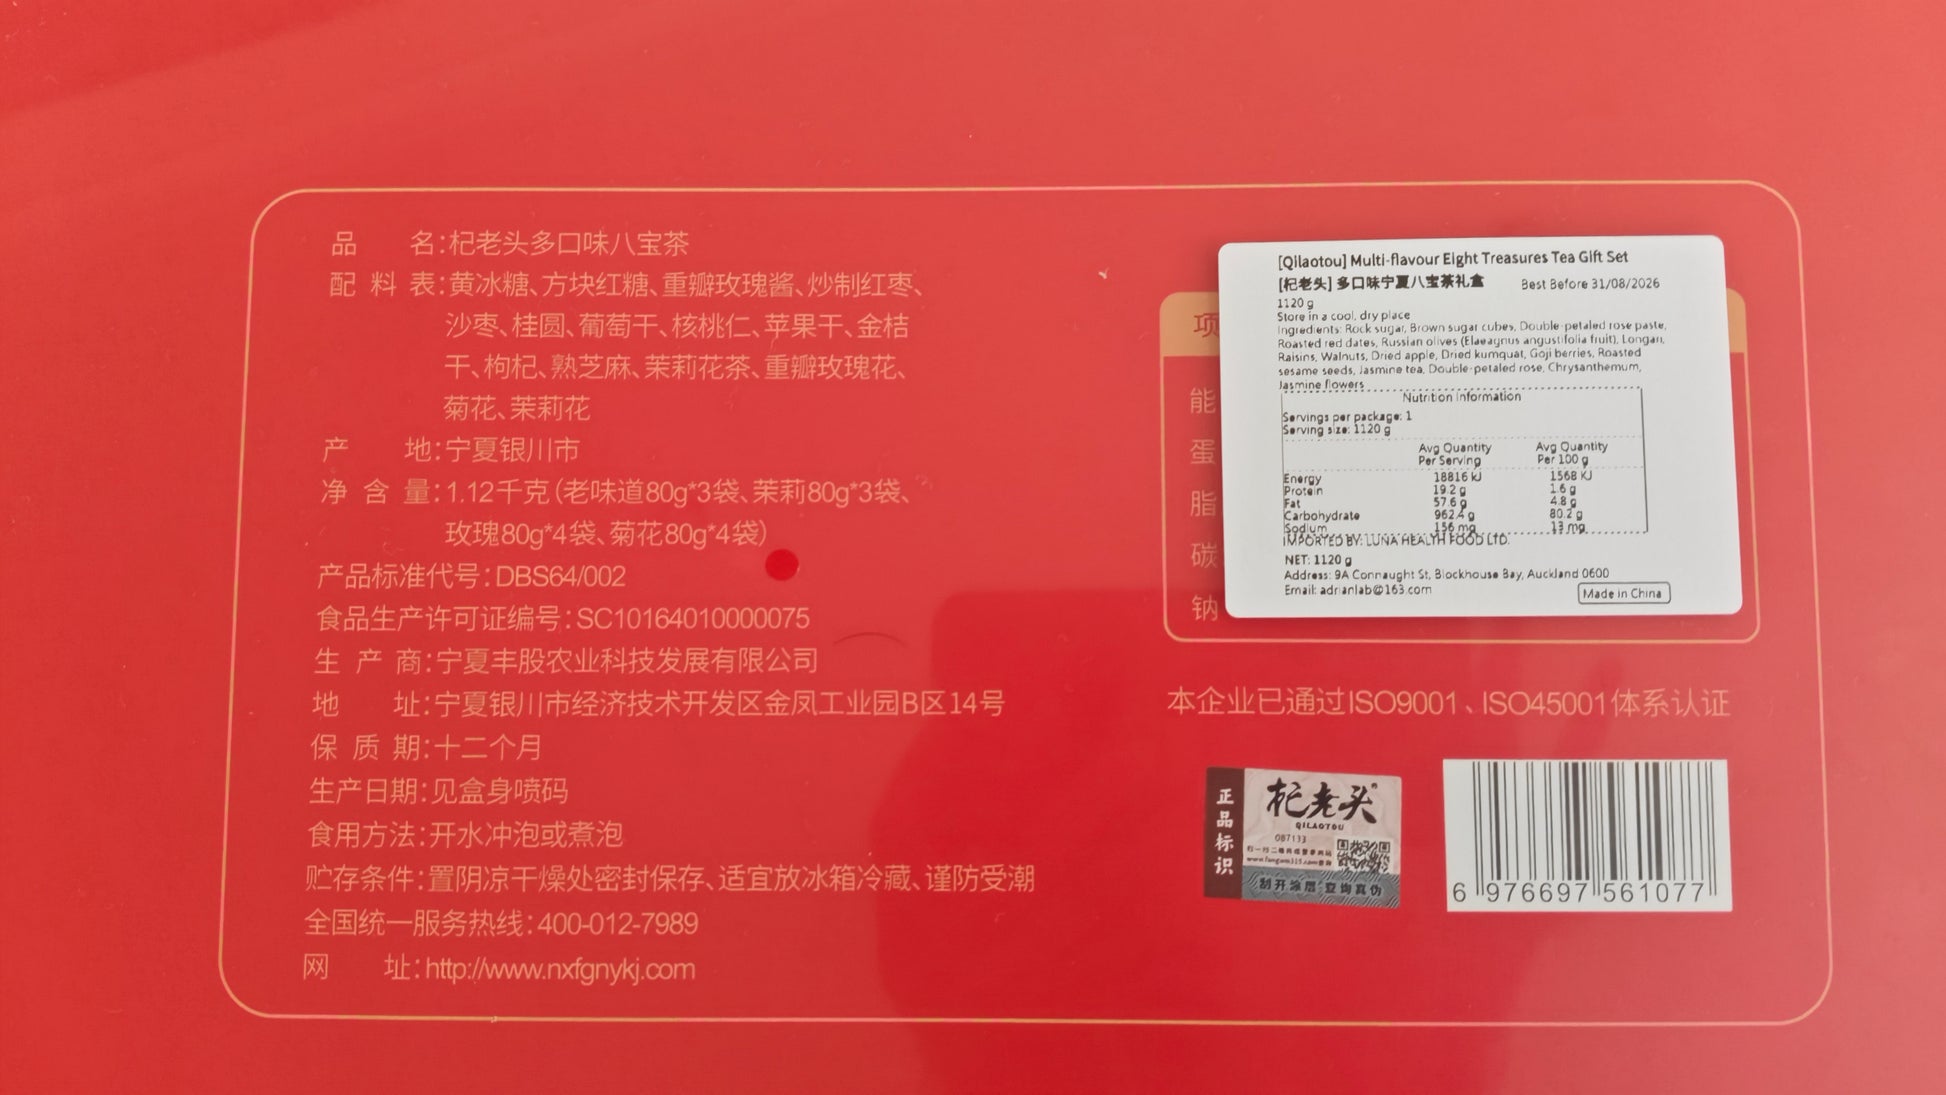 品 名:杞老头多口味八宝茶
配 料 表:黄冰糖、方块红糖、重瓣玫瑰酱、炒制红枣、
沙枣、桂圆、葡萄干、核桃仁、苹果干、金桔
干、枸杞、熟芝麻、茉莉花茶、重瓣玫瑰花、
菊花、茉莉花
产 地:宁夏银川市
净 含 量:1.12千克(老味道80g*3袋、茉莉80g*3袋、
玫瑰80g*4袋、菊花80g*4袋)
产品标准代号:DBS64/002
食品生产许可证编号:SC10164010000075
生 产 商:宁夏丰股农业科技发展有限公司
地 址:宁夏银川市经济技术开发区金凤工业园B区14号
保 质 期:十二个月
生产日期:见盒身喷码
食用方法:开水冲泡或煮泡
贮存条件:置阴凉干燥处密封保存、适宜放冰箱冷藏、谨防受潮
全国统一服务热线:400-012-7989
网 址:http://www.nxfgnykj.com
项
能
蛋
脂
碳
钠
[Qilaotou] Multi-flavour Eight Treasures Tea Gift Set
[杞老头] 多口味宁夏八宝茶礼盒 Best Before 31/08/2026
1120 g
Store in a cool, dry place
Ingredients: Rock sugar, Brown sugar cubes, Double-petaled rose paste,
Roasted red dates, Russian olives (Elaeagnus angustifolia fruit), Longan,
Raisins, Walnuts, Dried apple, Dried kumquat, Goji berries, Roasted
sesame seeds, Jasmine tea, Double-petaled rose, Chrysanthemum,
Jasmine flowers
Nutrition Information
Servings per package: 1
Serving size: 1120 g
Avg Quantity Avg Quantity
Per Serving Per 100 g
Energy 18816 kJ 1568 KJ
Protein 19.2 g 1.6 g
Fat 57.6 g 4.8 g
Carbohydrate 962.4 g 80.2 g
Sodium 156 mg 13 mg
IMPORTED BY: LUNA HEALTH FOOD LTD.
NET: 1120 g
Address: 9A Connaught St, Blockhouse Bay, Auckland 0600
Email: adrianlab@163.com
Made in China
本企业已通过ISO9001、ISO45001体系认证
正品标识
杞老头
QILAOTOU
087133
刮开涂层 查询真伪
6 976697 561077